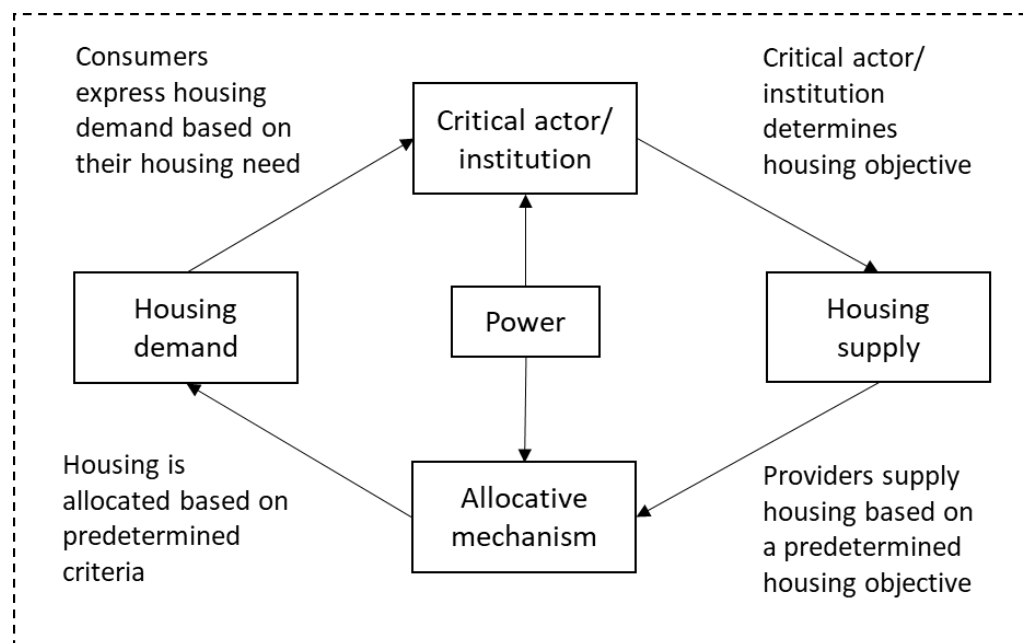 Consumers
express housing
demand based on
their housing need
Critical actor/
institution
Critical actor/
institution
determines
housing objective
Housing
demand
Power
Housing
supply
Housing is
allocated based on
predetermined
criteria
Allocative
mechanism
Providers supply
housing based on
a predetermined
housing objective